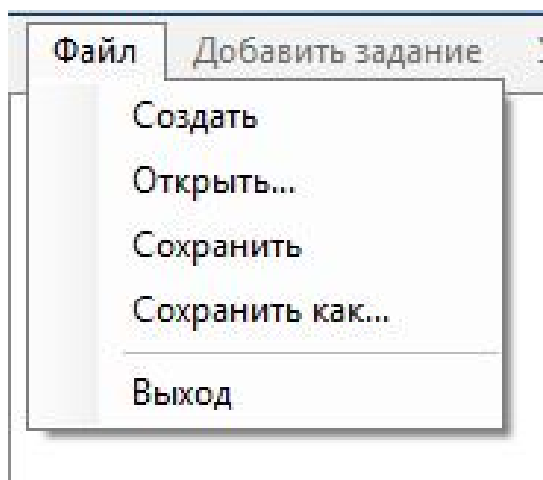 Файл Добавить задание
Создать
Открыть...
Сохранить
Сохранить как...
Выход